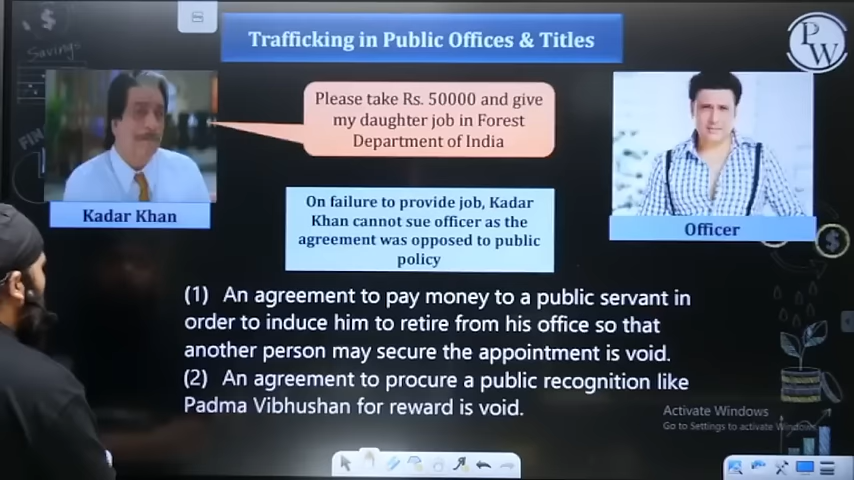 Trafficking in Public Offices & Titles
PW
Savings
$
FIN
Please take Rs. 50000 and give
my daughter job in Forest
Department of India
Kadar Khan
On failure to provide job, Kadar
Khan cannot sue officer as the
agreement was opposed to public
policy
Officer
$
(1) An agreement to pay money to a public servant in
order to induce him to retire from his office so that
another person may secure the appointment is void.
(2) An agreement to procure a public recognition like
Padma Vibhushan for reward is void.
Activate Windows
Go to Settings to activate Windows.